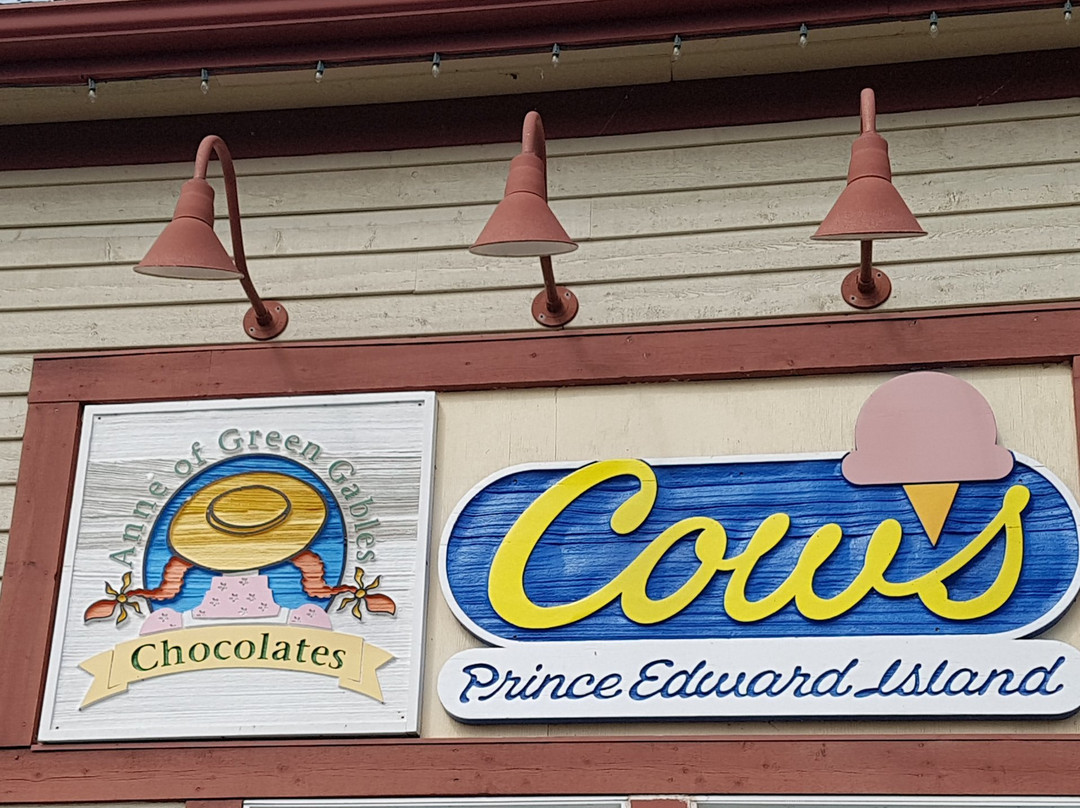 Anne of Green Gables
Chocolates
Cows
Prince Edward Island